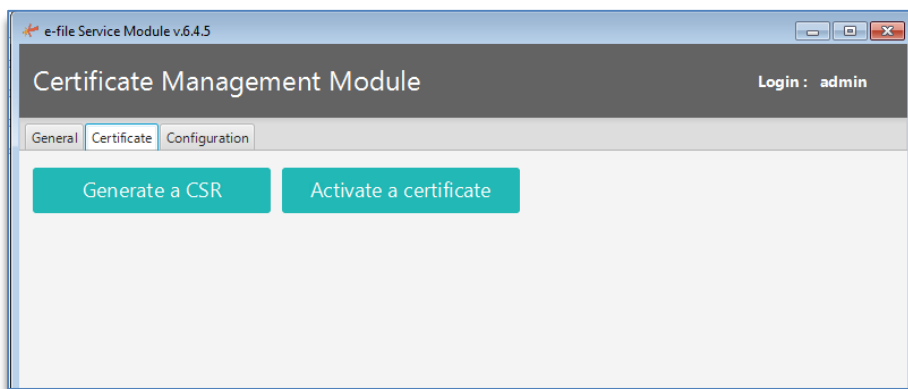 e-file Service Module v.6.4.5
Certificate Management Module
Login : admin
General Certificate Configuration
Generate a CSR Activate a certificate